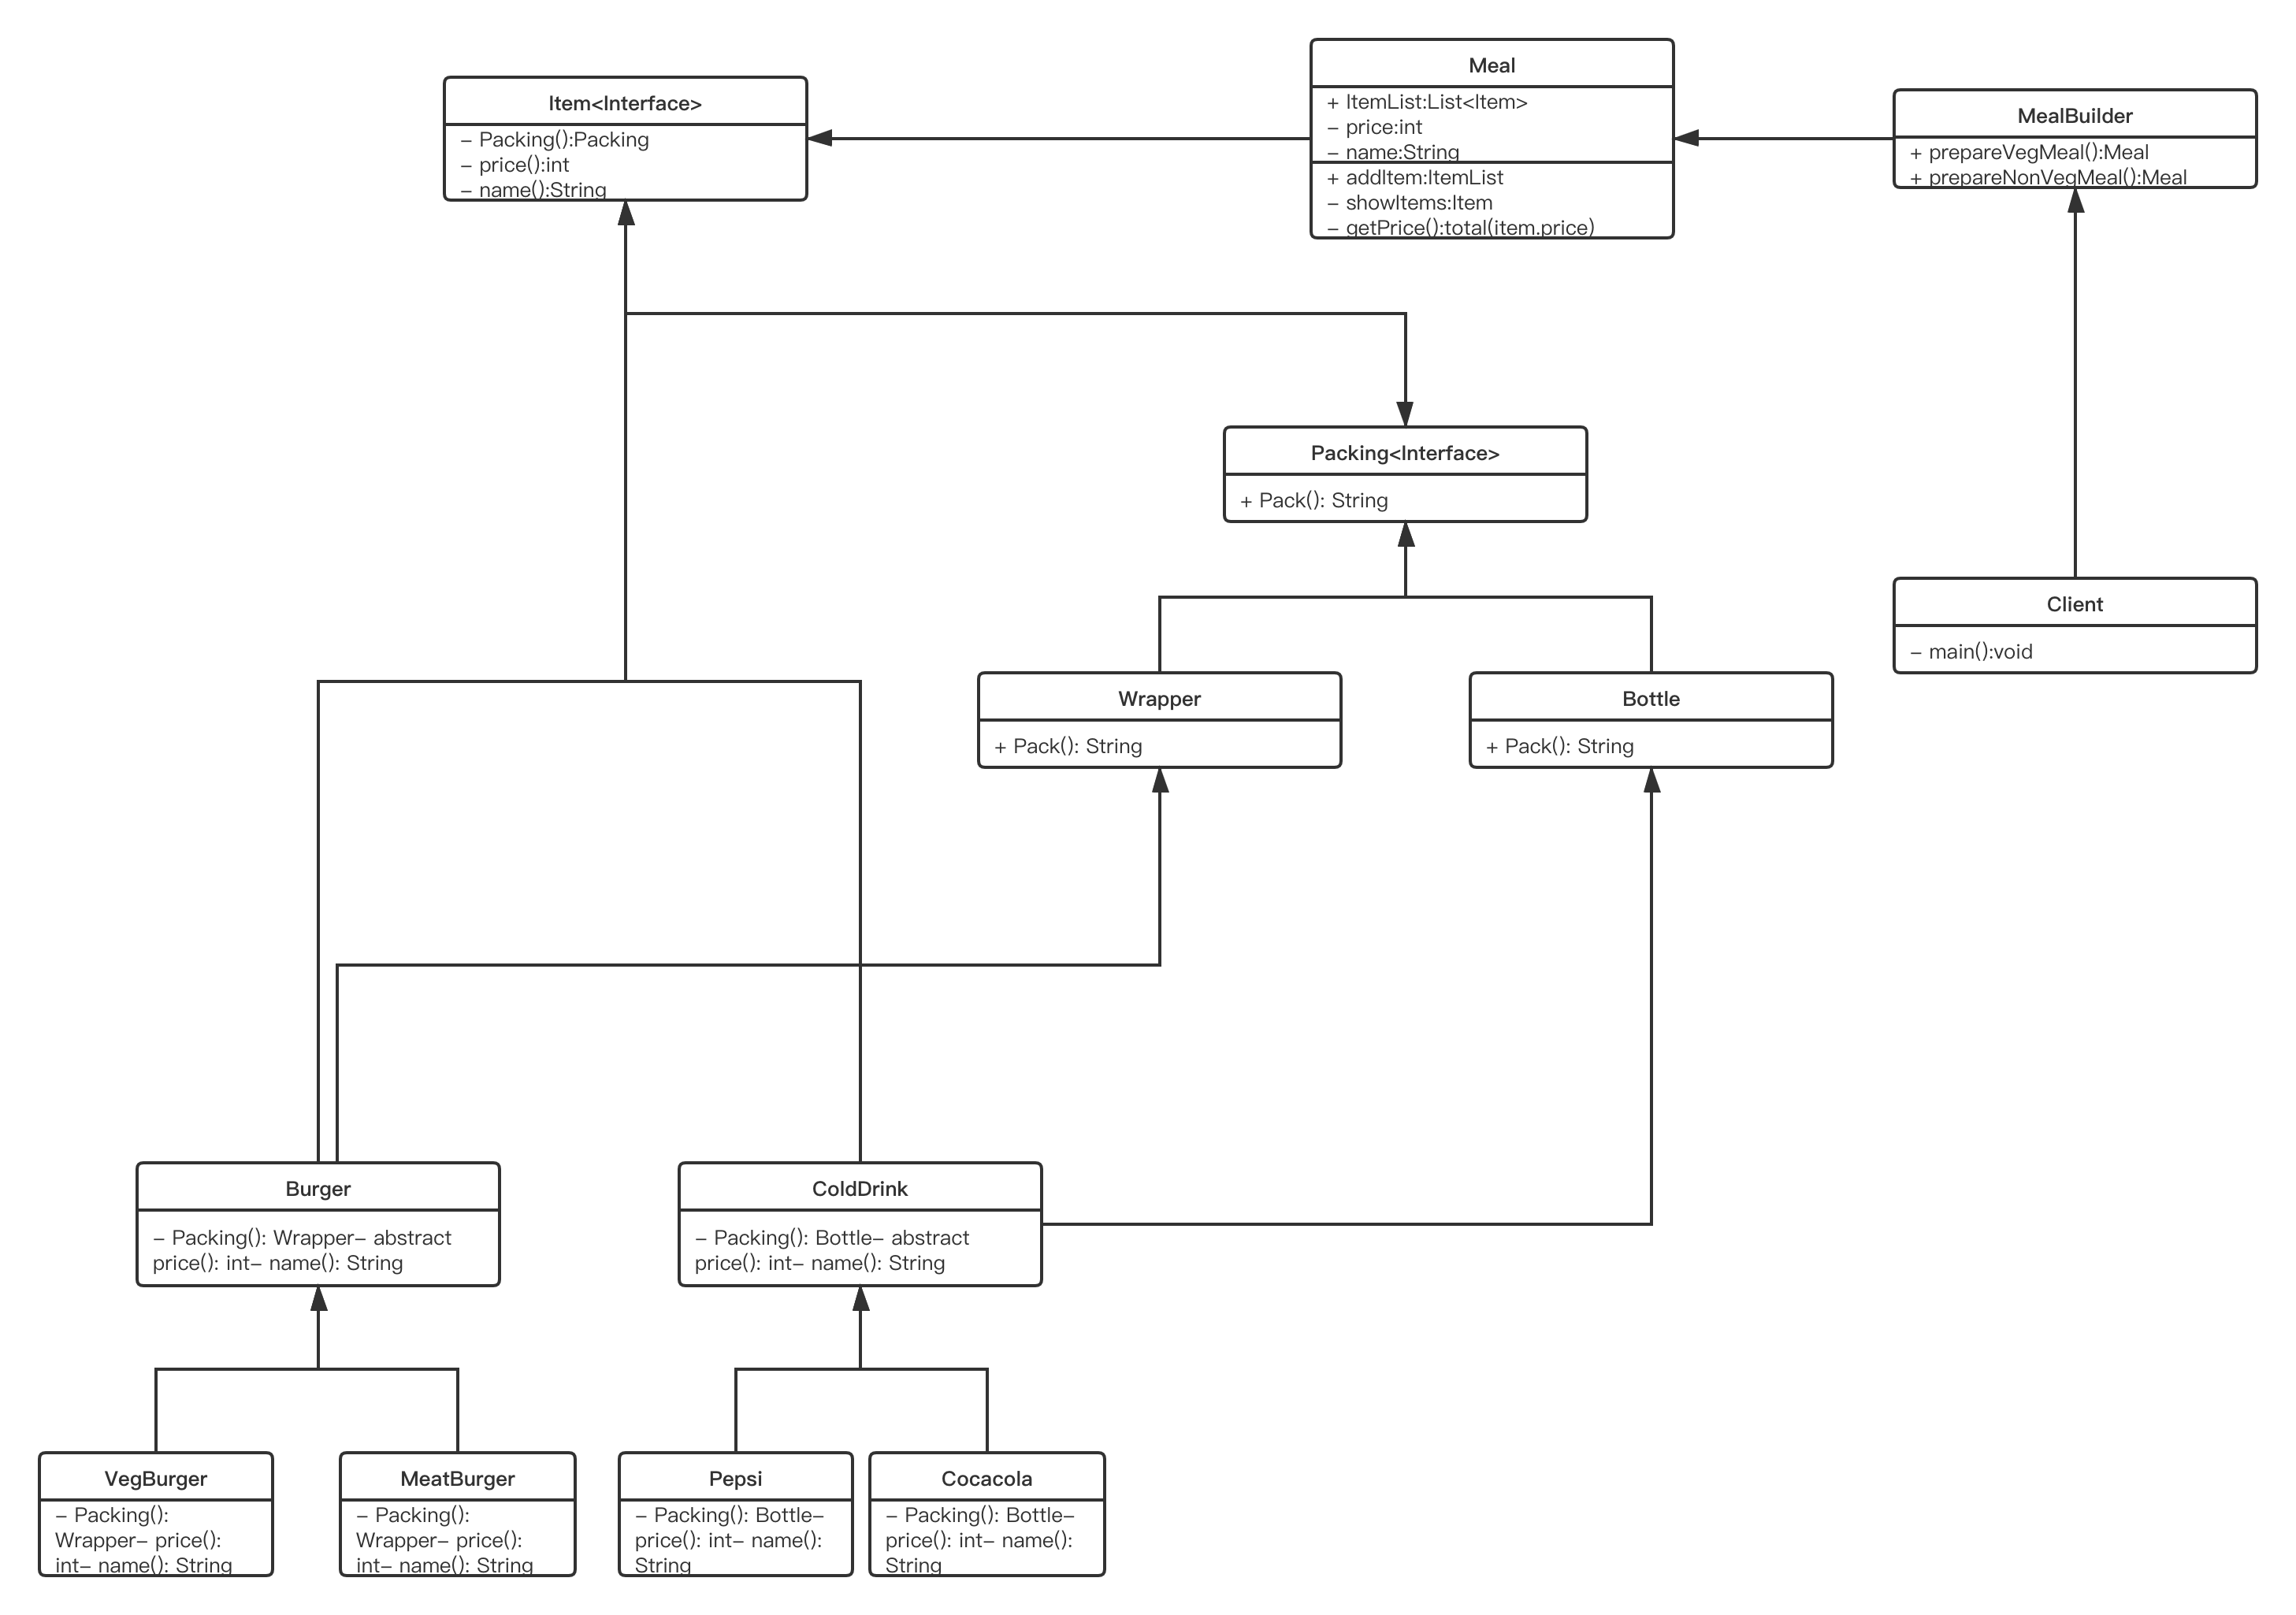 Meal
+ ItemList:List<Item>
- price:int
- name:String
+ addItem:ItemList
- showItems:Item
- getPrice():total(item.price)
Item<Interface>
- Packing():Packing
- price():int
- name():String
MealBuilder
+ prepareVegMeal():Meal
+ prepareNonVegMeal():Meal
Packing<Interface>
+ Pack(): String
Client
- main():void
Wrapper
+ Pack(): String
Bottle
+ Pack(): String
Burger
- Packing(): Wrapper- abstract
price(): int- name(): String
ColdDrink
- Packing(): Bottle- abstract
price(): int- name(): String
VegBurger
- Packing():
Wrapper- price():
int- name(): String
MeatBurger
- Packing():
Wrapper- price():
int- name(): String
Pepsi
- Packing(): Bottle-
price(): int- name():
String
Cocacola
- Packing(): Bottle-
price(): int- name():
String